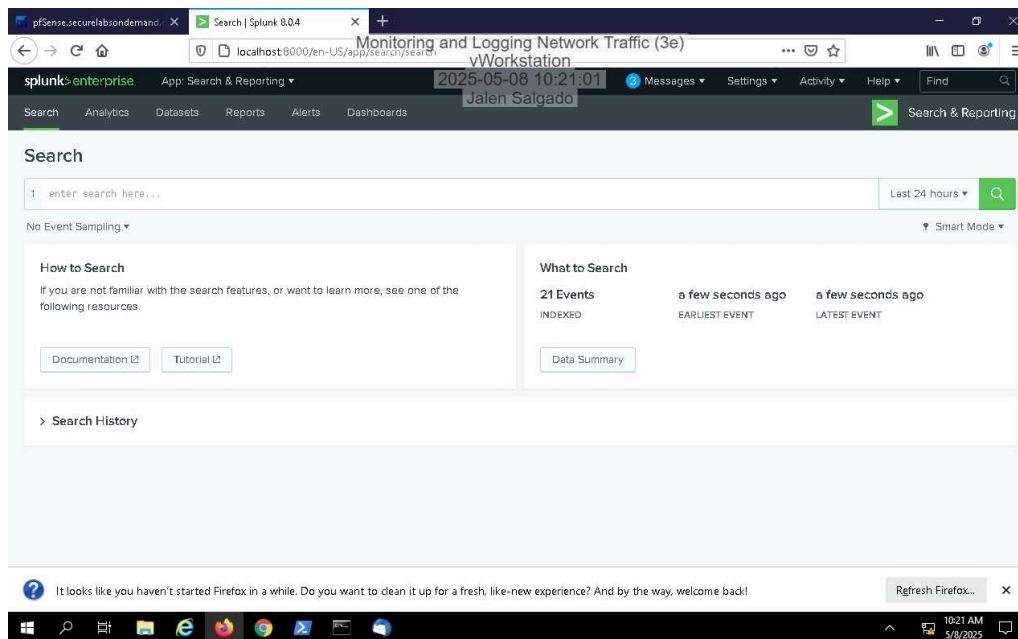 pfSense.securelabsondemand.
Search | Splunk 8.0.4
localhost:8000/en-US/app/search/search
Monitoring and Logging Network Traffic (3e)
vWorkstation
2025-05-08 10:21:01
Jalen Salgado
splunk>enterprise App: Search & Reporting 3 Messages Settings Activity Help Find
Search Analytics Datasets Reports Alerts Dashboards Search & Reporting
Search
1 enter search here... Last 24 hours
No Event Sampling Smart Mode
How to Search
If you are not familiar with the search features, or want to learn more, see one of the
following resources.
Documentation Tutorial
What to Search
21 Events a few seconds ago a few seconds ago
INDEXED EARLIEST EVENT LATEST EVENT
Data Summary
> Search History
It looks like you haven't started Firefox in a while. Do you want to clean it up for a fresh, like-new experience? And by the way, welcome back! Refresh Firefox...
10:21 AM
5/8/2025